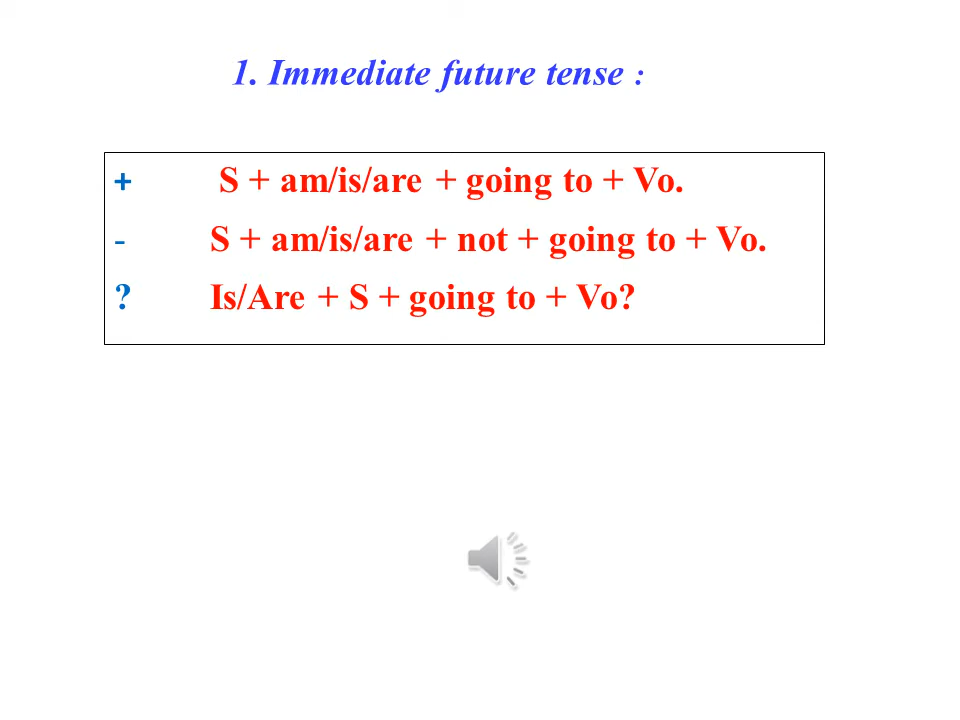 1. Immediate future tense :
+ S + am/is/are + going to + Vo.
- S + am/is/are + not + going to + Vo.
? Is/Are + S + going to + Vo?